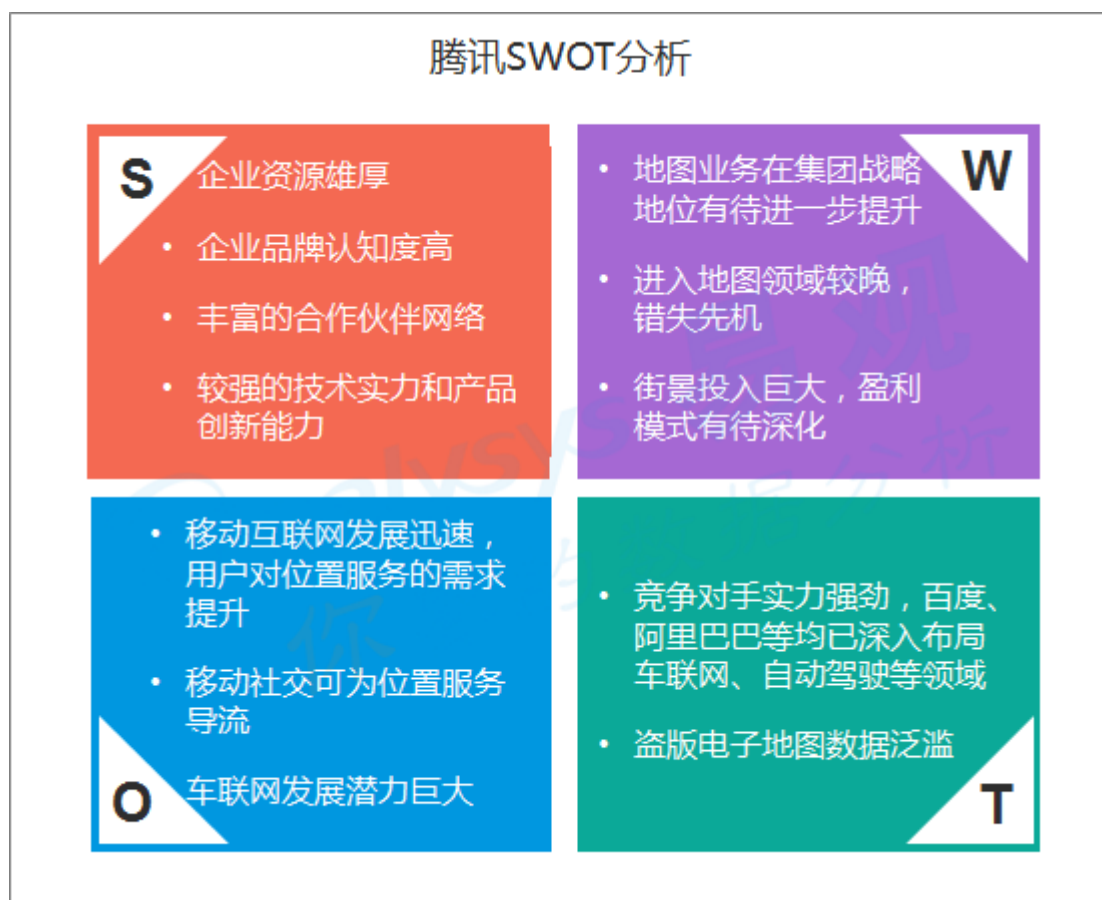 腾讯SWOT分析
S
企业资源雄厚
• 企业品牌认知度高
• 丰富的合作伙伴网络
• 较强的技术实力和产品
创新能力
W
• 地图业务在集团战略
地位有待进一步提升
• 进入地图领域较晚，
错失先机
• 街景投入巨大，盈利
模式有待深化
• 移动互联网发展迅速，
用户对位置服务的需求
提升
• 移动社交可为位置服务
导流
车联网发展潜力巨大
O
• 竞争对手实力强劲，百度、
阿里巴巴等均已深入布局
车联网、自动驾驶等领域
• 盗版电子地图数据泛滥
T
易观
alysys
你
数据分析